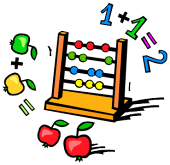 1+1=2
+
=